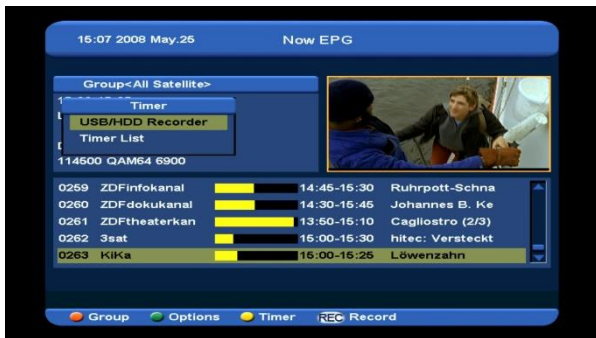 15:07 2008 May.25 Now EPG
Group<All Satellite>
Timer
USB/HDD Recorder
Timer List
114500 QAM64 6900
0259 ZDFinfokanal 14:45-15:30 Ruhrpott-Schna
0260 ZDFdokukanal 14:30-15:45 Johannes B. Ke
0261 ZDFtheaterkan 13:50-15:10 Cagliostro (2/3)
0262 3sat 15:00-15:30 hitec: Versteckt
0263 KiKa 15:00-15:25 Löwenzahn
Group Options Timer REC Record